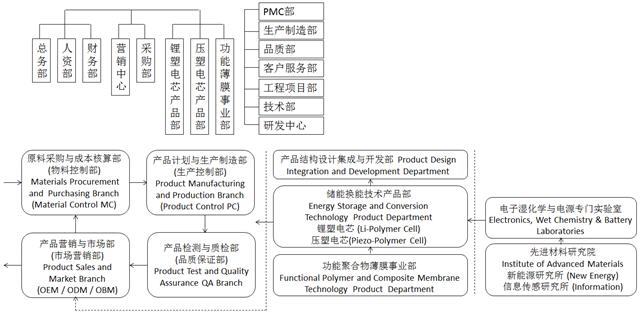 总务部
人资部
财务部
营销中心
采购部
锂塑电芯产品部
压塑电芯产品部
功能薄膜事业部
PMC部
生产制造部
品质部
客户服务部
工程项目部
技术部
研发中心
原料采购与成本核算部
(物料控制部)
Materials Procurement
and Purchasing Branch
(Material Control MC)
产品计划与生产制造部
(生产控制部)
Product Manufacturing
and Production Branch
(Product Control PC)
产品营销与市场部
(市场营销部)
Product Sales and
Market Branch
(OEM / ODM / OBM)
产品检测与质检部
(品质保证部)
Product Test and Quality
Assurance QA Branch
产品结构设计集成与开发部 Product Design
Integration and Development Department
储能换能技术产品部
Energy Storage and Conversion
Technology Product Department
锂塑电芯 (Li-Polymer Cell)
压塑电芯(Piezo-Polymer Cell)
功能聚合物薄膜事业部
Functional Polymer and Composite Membrane
Technology Product Department
电子湿化学与电源专门实验室
Electronics, Wet Chemistry & Battery
Laboratories
先进材料研究院
Institute of Advanced Materials
新能源研究所 (New Energy)
信息传感研究所 (Information)